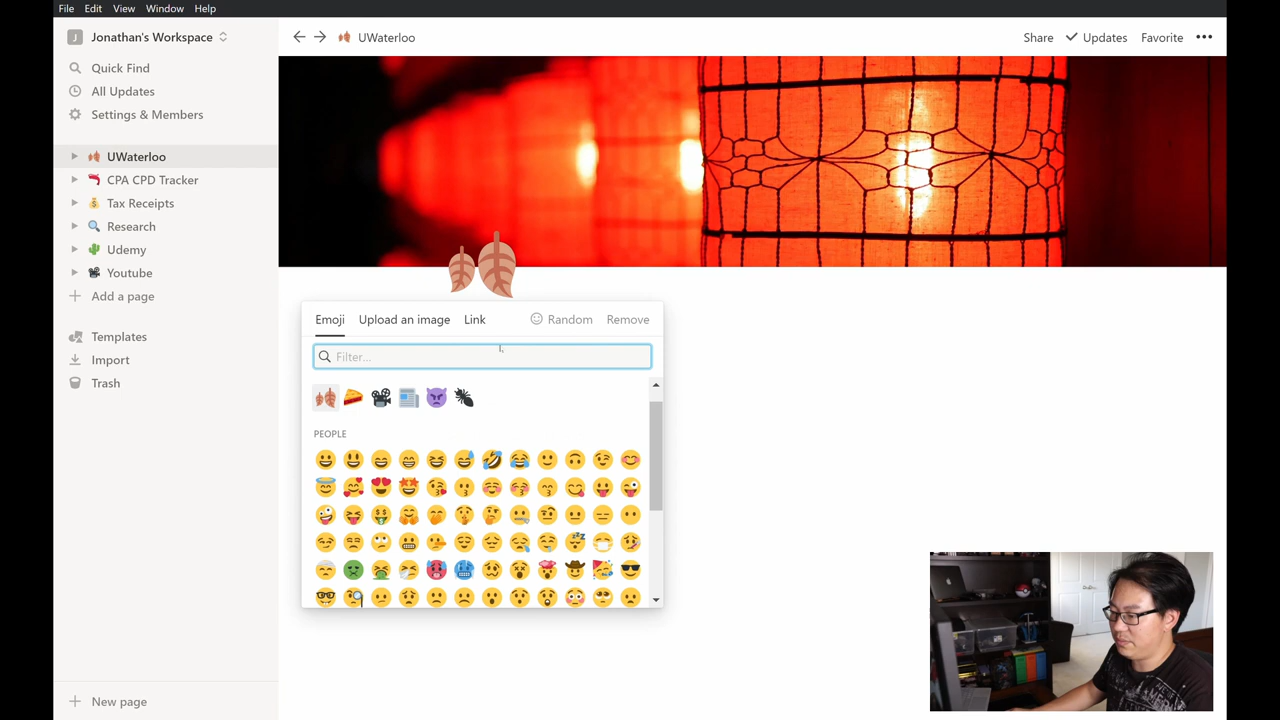 File Edit View Window Help
J Jonathan's Workspace
UWaterloo
Share Updates Favorite
Quick Find
All Updates
Settings & Members
UWaterloo
CPA CPD Tracker
Tax Receipts
Research
Udemy
Youtube
Add a page
Templates
Import
Trash
New page
Emoji Upload an image Link Random Remove
Filter...
PEOPLE